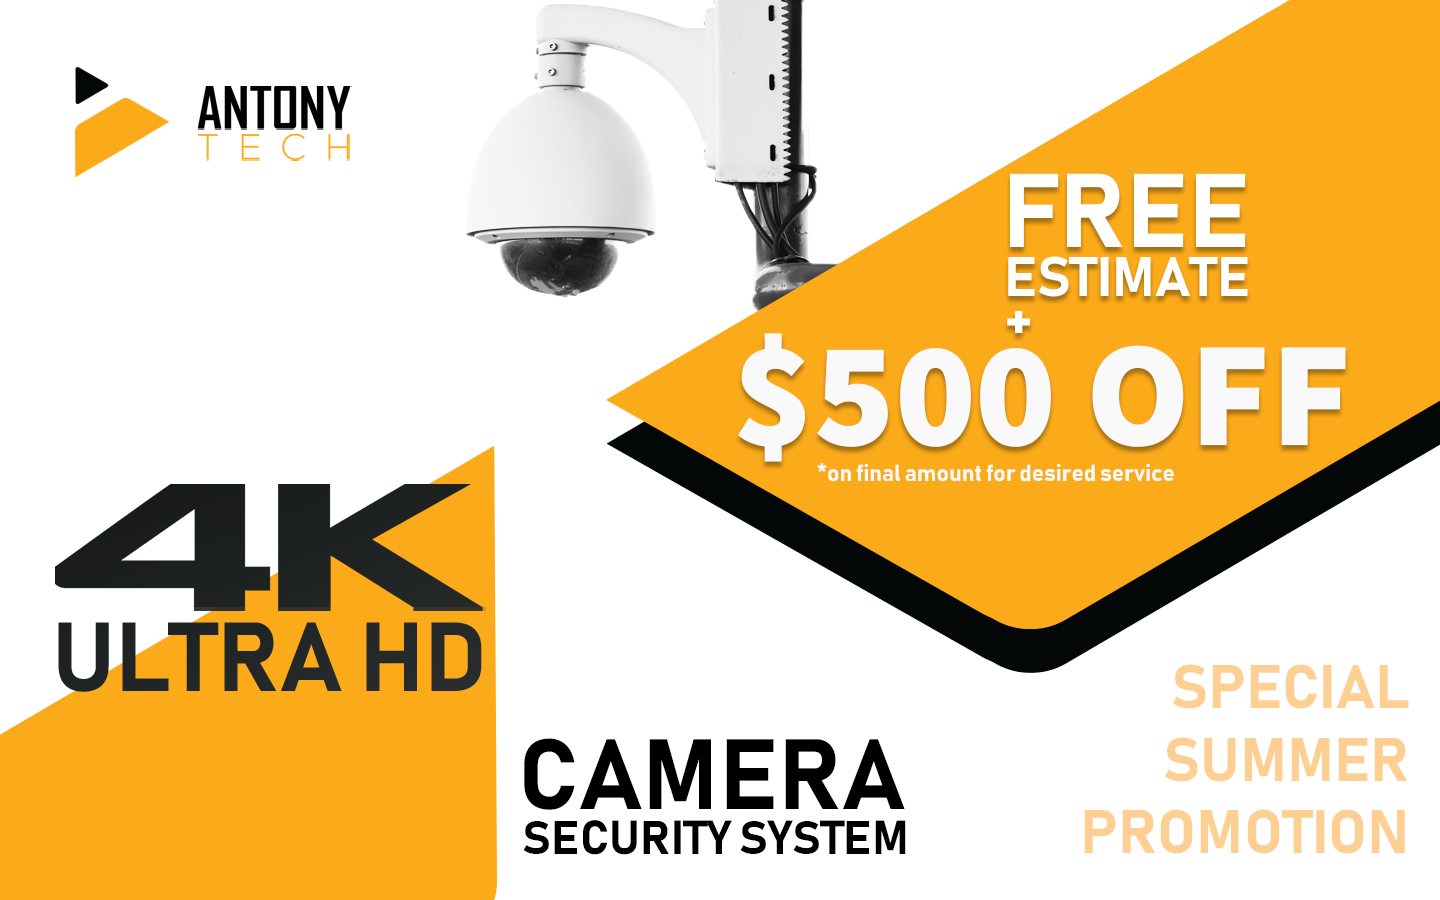 ANTONY
TECH
FREE
ESTIMATE
+
$500 OFF
*on final amount for desired service
4K
ULTRA HD
CAMERA
SECURITY SYSTEM
SPECIAL
SUMMER
PROMOTION